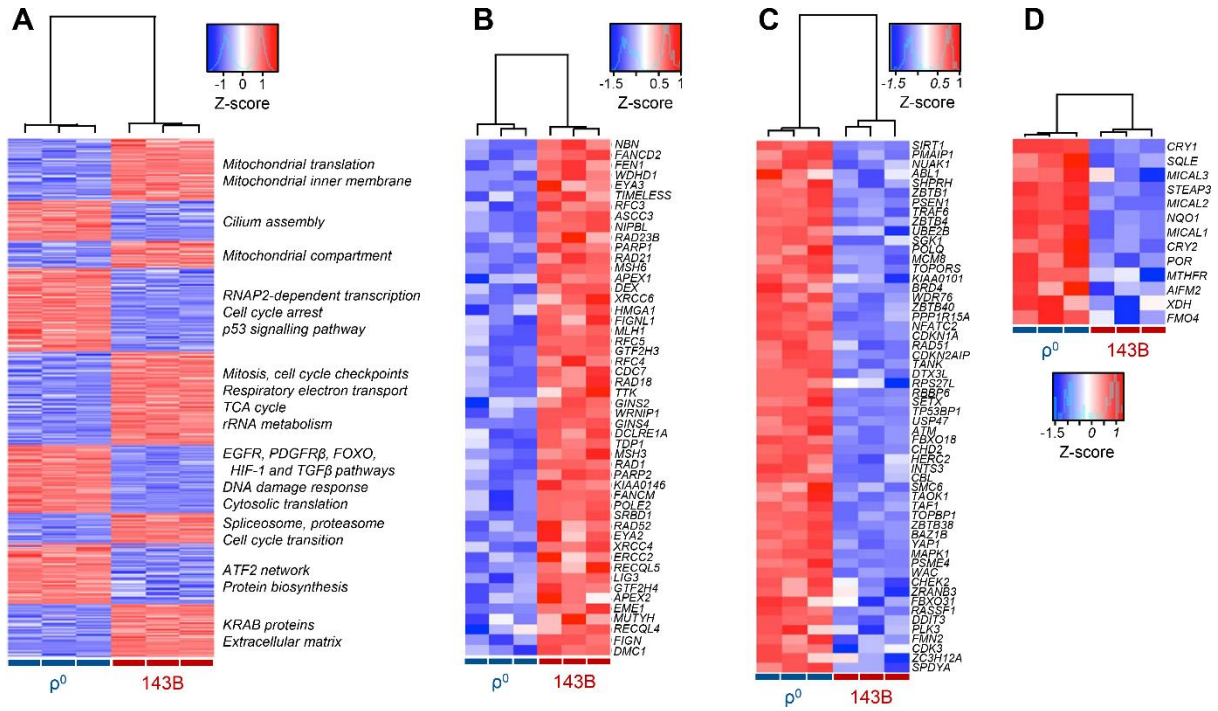 A
-1 0 1
Z-score
Mitochondrial translation
Mitochondrial inner membrane
Cilium assembly
Mitochondrial compartment
RNAP2-dependent transcription
Cell cycle arrest
p53 signalling pathway
Mitosis, cell cycle checkpoints
Respiratory electron transport
TCA cycle
rRNA metabolism
EGFR, PDGFRβ, FOXO,
HIF-1 and TGFβ pathways
DNA damage response
Cytosolic translation
Spliceosome, proteasome
Cell cycle transition
ATF2 network
Protein biosynthesis
KRAB proteins
Extracellular matrix
ρ⁰ 143B
B
-1.5 0.5 1
Z-score
NBN
FANCD2
FEN1
WDHD1
EYA3
TIMELESS
RFC3
ASCC3
NIPBL
RAD23B
PARP1
RAD21
MSH6
APEX1
DEX
XRCC6
HMGA1
FIGNL1
MLH1
RFC5
GTF2H3
RFC4
CDC7
RAD18
TTK
GINS2
WRNIP1
GINS4
DCLRE1A
TDP1
MSH3
RAD1
PARP2
KIAA0146
FANCM
POLE2
SRBD1
RAD52
EYA2
XRCC4
ERCC2
RECQL5
LIG3
GTF2H4
APEX2
EME1
MUTYH
RECQL4
FIGN
DMC1
ρ⁰ 143B
C
-1.5 0.5 1
Z-score
SIRT1
PMAIP1
NUAK1
ABL1
SHPRH
ZBTB1
PSEN1
TRAF6
ZBTB4
UBE2B
SGK1
POLQ
MCM8
TOPORS
KIAA0101
BRD4
WDR76
ZBTB40
PPP1R15A
NFATC2
CDKN1A
RAD51
CDKN2AIP
TANK
DTX3L
RPS27L
RBBP6
SETX
TP53BP1
USP47
ATM
FBXO18
CHD2
HERC2
INTS3
CBL
SMC6
TAOK1
TAF1
TOPBP1
ZBTB38
BAZ1B
YAP1
MAPK1
PSME4
WAC
CHEK2
ZRANB3
FBXO31
RASSF1
DDIT3
PLK3
FMN2
CDK3
ZC3H12A
SPDYA
ρ⁰ 143B
D
CRY1
SQLE
MICAL3
STEAP3
MICAL2
NQO1
MICAL1
CRY2
POR
MTHFR
AIFM2
XDH
FMO4
ρ⁰ 143B
-1.5 0 1
Z-score